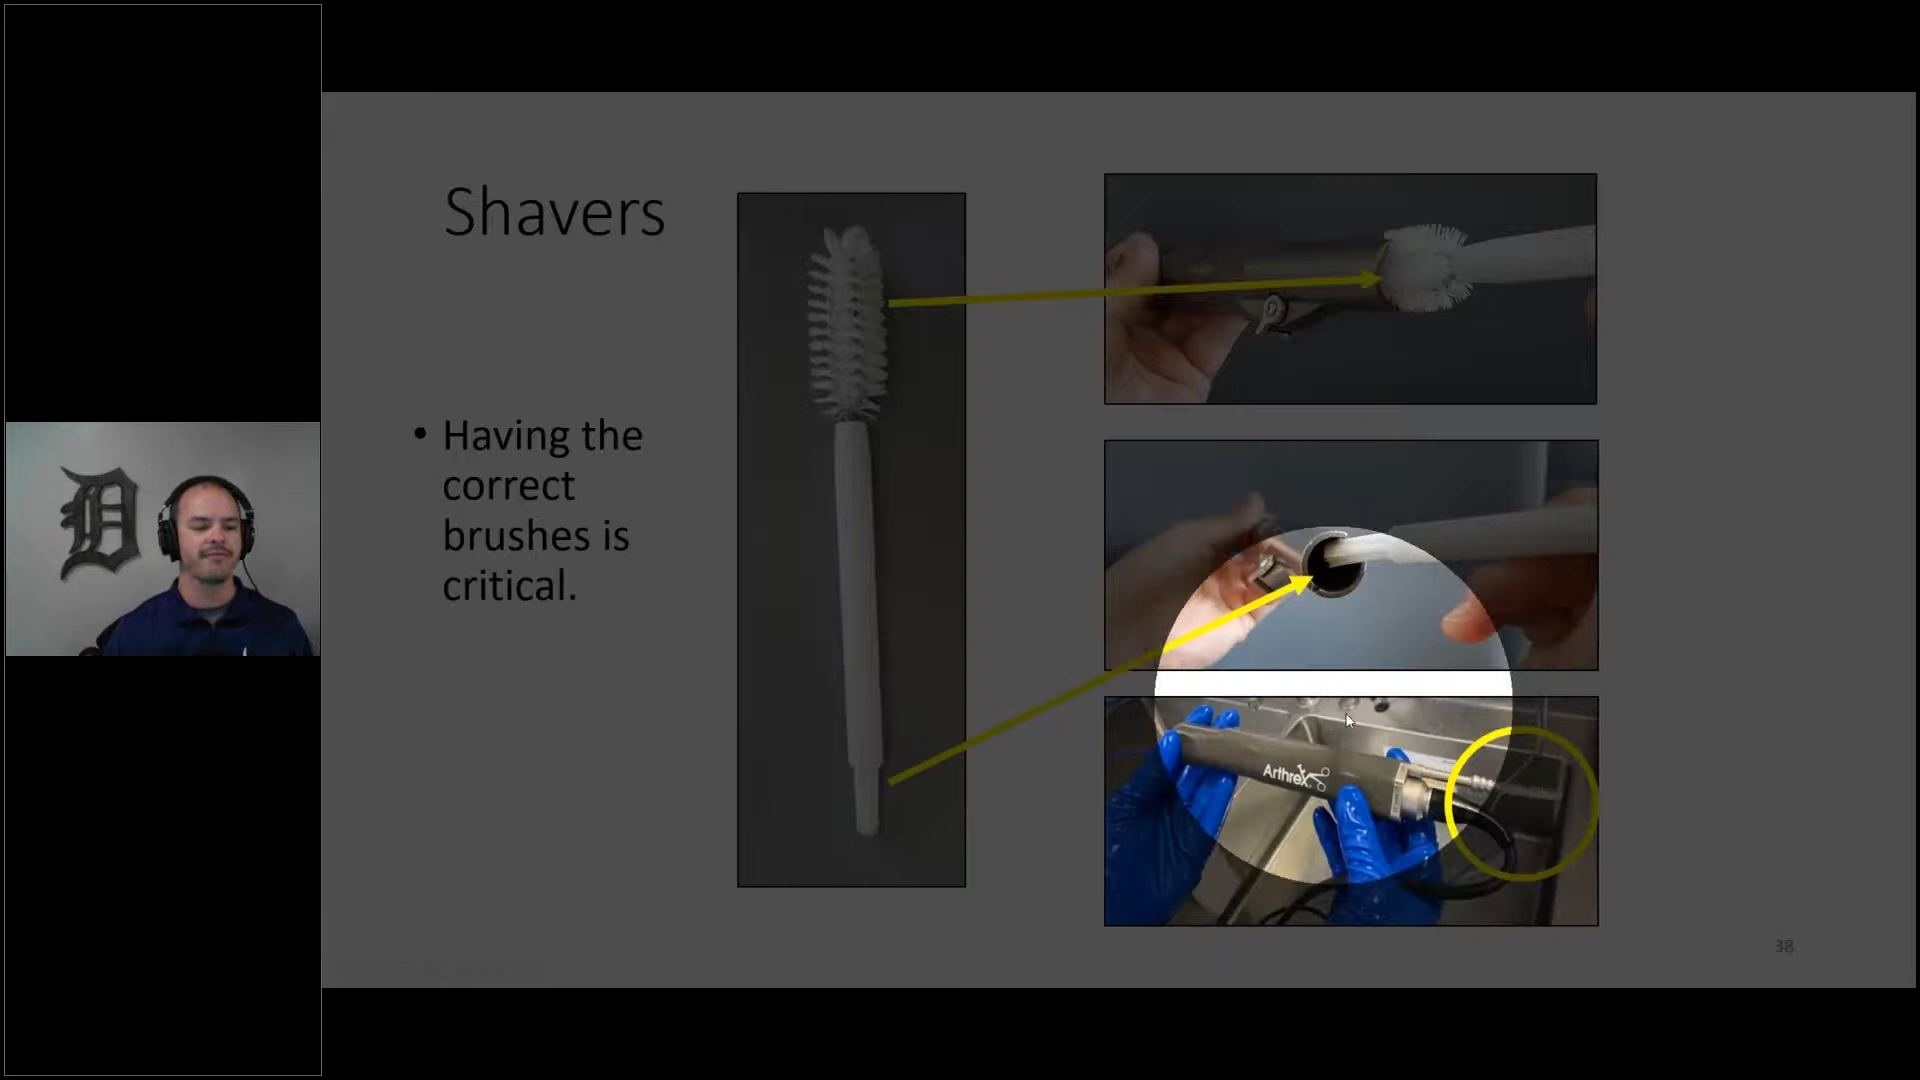 Shavers
• Having the
correct
brushes is
critical.
D
Arthrex
38